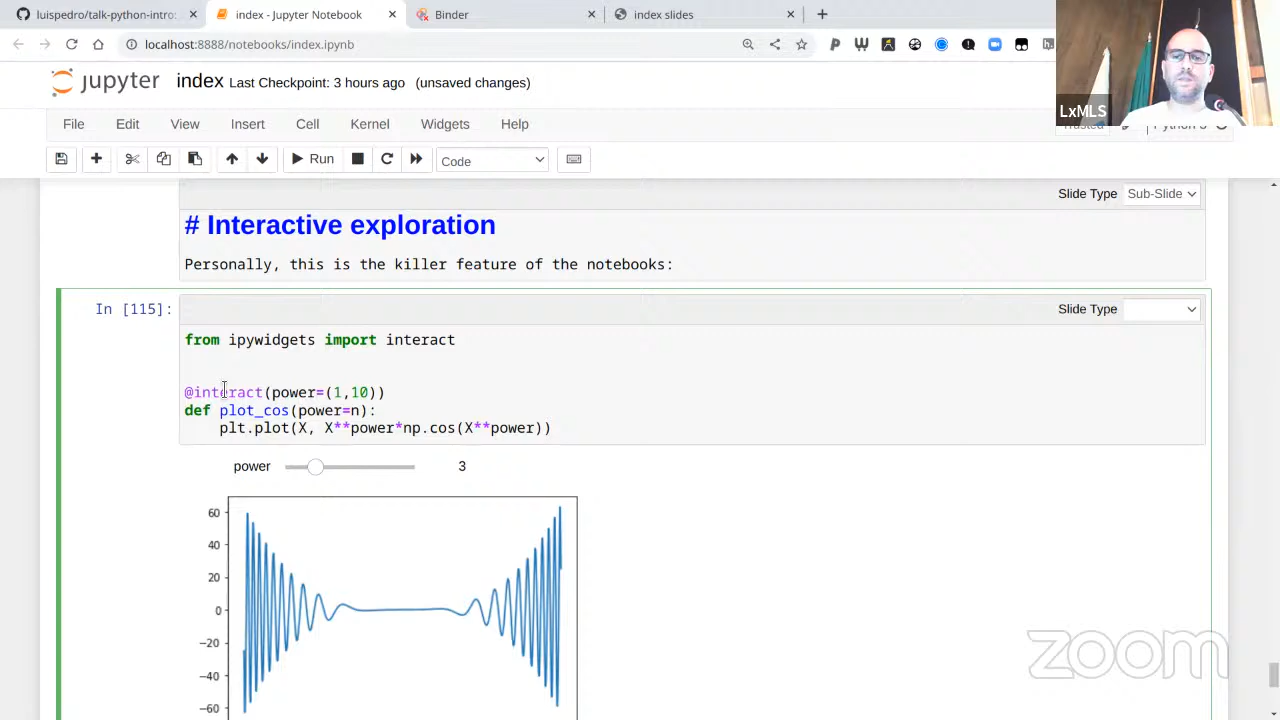 luispedro/talk-python-intro:
index - Jupyter Notebook
Binder
index slides
localhost:8888/notebooks/index.ipynb
LxMLS
jupyter index Last Checkpoint: 3 hours ago (unsaved changes)
File Edit View Insert Cell Kernel Widgets Help
Run
Code
Slide Type Sub-Slide
# Interactive exploration
Personally, this is the killer feature of the notebooks:
In [115]:
Slide Type
from ipywidgets import interact
@interact(power=(1,10))
def plot_cos(power=n):
plt.plot(X, X**power*np.cos(X**power))
power 3
60
40
20
0
−20
−40
−60
zoom